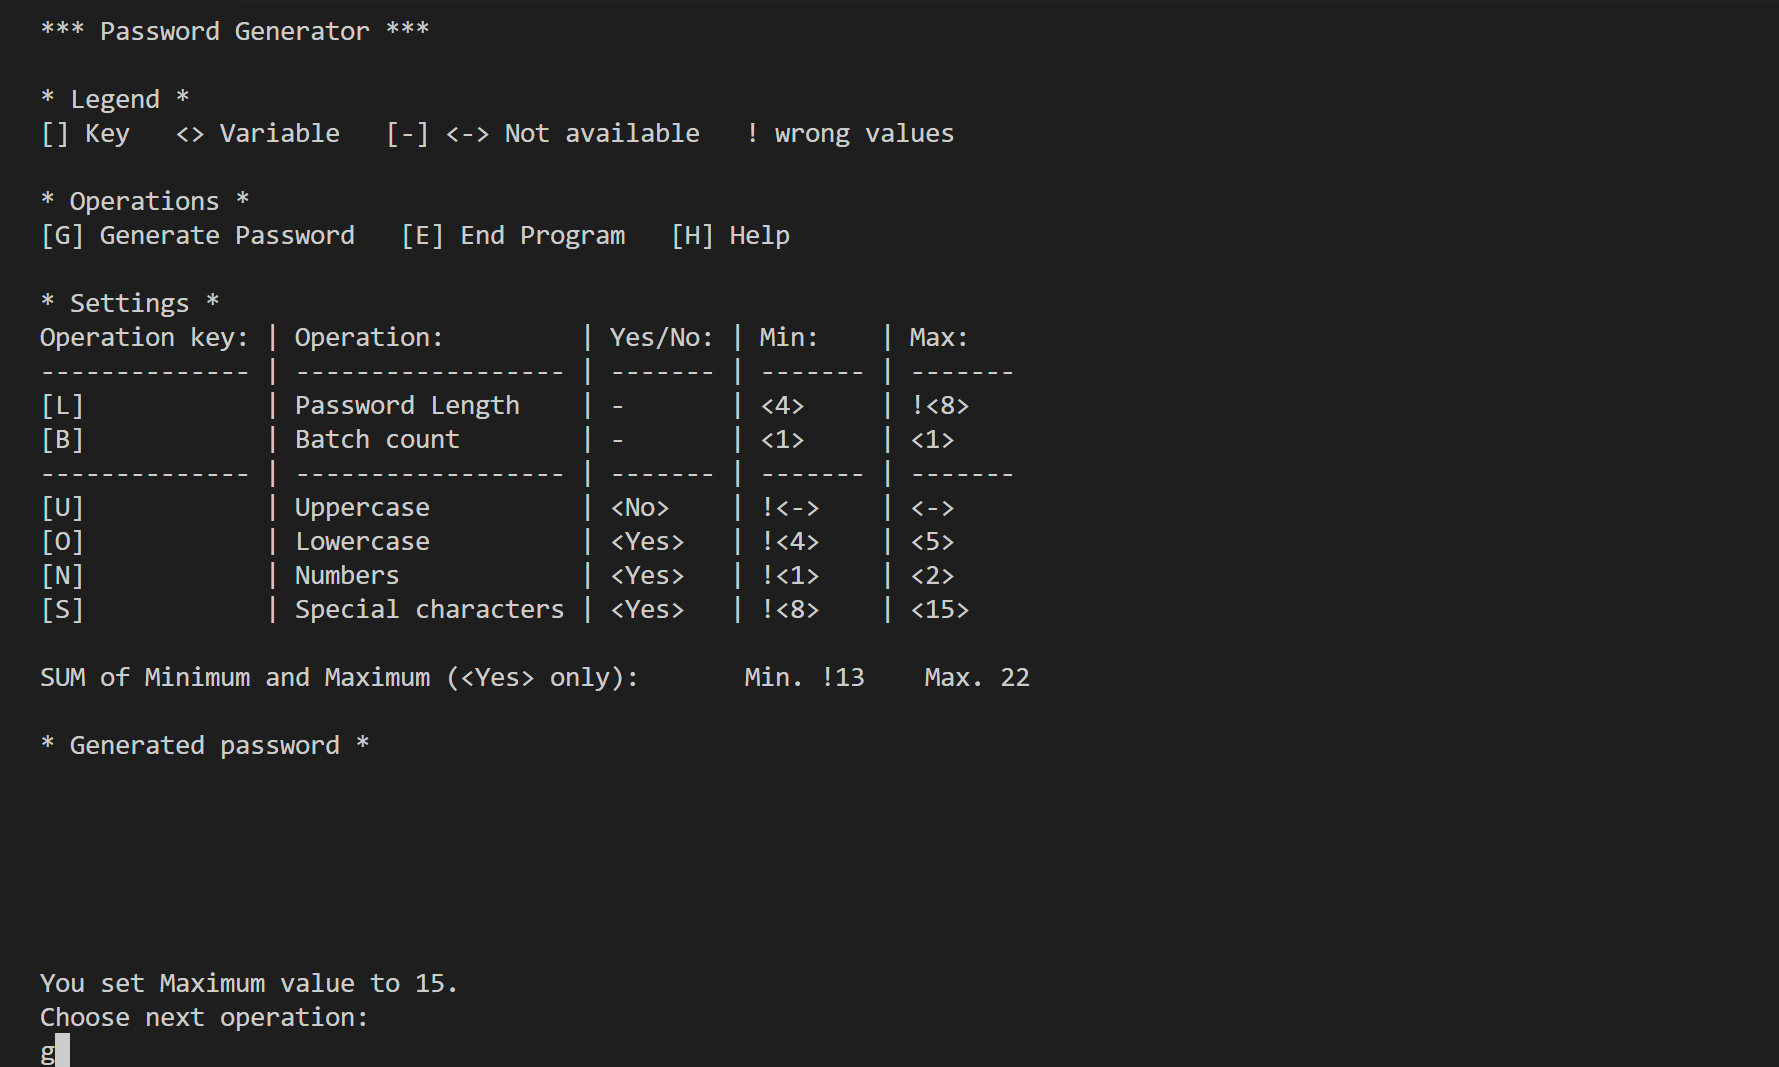 *** Password Generator ***
* Legend *
[] Key   <> Variable   [-] <-> Not available   ! wrong values
* Operations *
[G] Generate Password   [E] End Program   [H] Help
* Settings *
Operation key: | Operation:         | Yes/No: | Min:    | Max:
-------------- | ------------------ | ------- | ------- | -------
[L]            | Password Length    | -       | <4>     | !<8>
[B]            | Batch count        | -       | <1>     | <1>
-------------- | ------------------ | ------- | ------- | -------
[U]            | Uppercase          | <No>    | !<->    | <->
[O]            | Lowercase          | <Yes>   | !<4>    | <5>
[N]            | Numbers            | <Yes>   | !<1>    | <2>
[S]            | Special characters | <Yes>   | !<8>    | <15>
SUM of Minimum and Maximum (<Yes> only):       Min. !13    Max. 22
* Generated password *
You set Maximum value to 15.
Choose next operation:
g